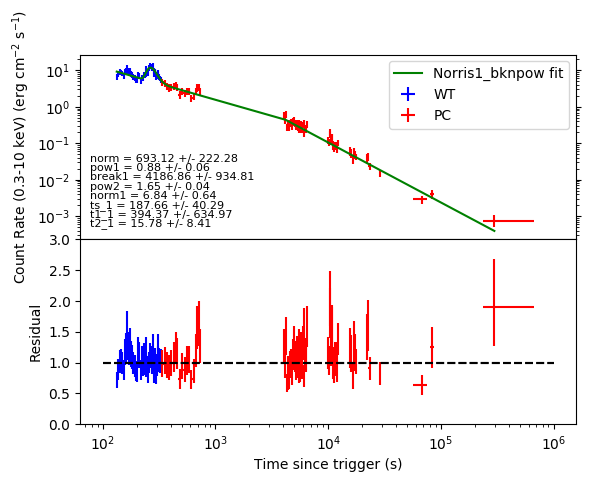 Count Rate (0.3-10 keV) (erg cm⁻² s⁻¹)
10¹
10⁰
10⁻¹
10⁻²
10⁻³
Norris1_bknpow fit
WT
PC
norm = 693.12 +/- 222.28
pow1 = 0.88 +/- 0.06
break1 = 4186.86 +/- 934.81
pow2 = 1.65 +/- 0.04
norm1 = 6.84 +/- 0.64
ts_1 = 187.66 +/- 40.29
t1_1 = 394.37 +/- 634.97
t2_1 = 15.78 +/- 8.41
Residual
3.0
2.5
2.0
1.5
1.0
0.5
0.0
10² 10³ 10⁴ 10⁵ 10⁶
Time since trigger (s)